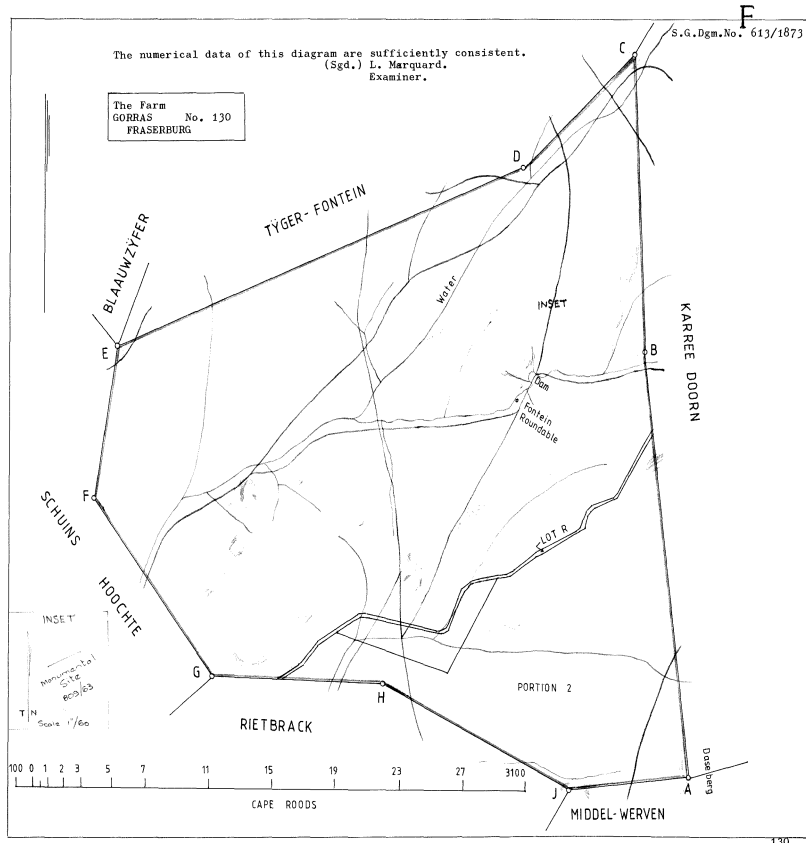 F
S.G.Dgm.No. 613/1873
The numerical data of this diagram are sufficiently consistent.
(Sgd.) L. Marquard.
Examiner.
The Farm
GORRAS No. 130
FRASERBURG
C
D
TŸGER-FONTEIN
BLAAUWZŸFER
E
Water
INSET
B
KARREE DOORN
Dam
Fontein
Roundable
F
SCHUINS
HOOCHTE
LOT R
INSET
Monumental
Site
809/63
T N
Scale 1"/60
G
H
PORTION 2
RIETBRACK
Daselberg
A
J
MIDDEL-WERVEN
100 0 1 2 3 5 7 11 15 19 23 27 3100
CAPE ROODS
130